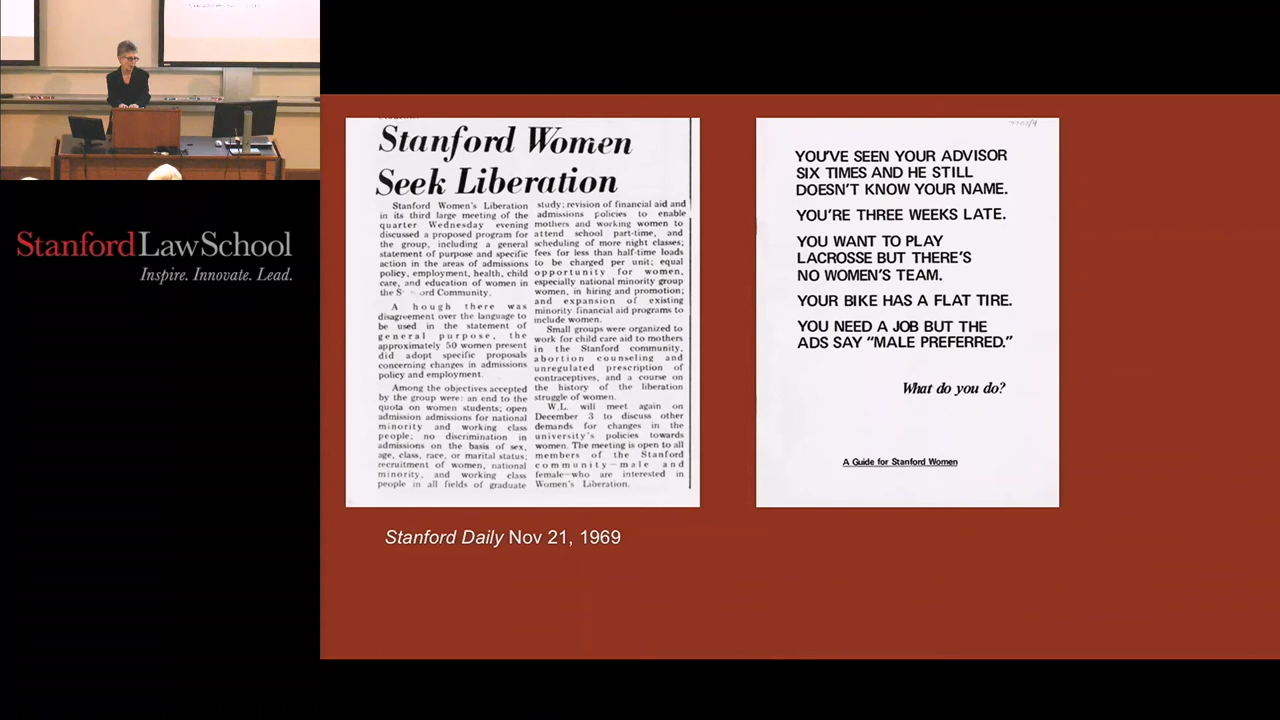 StanfordLawSchool
Inspire. Innovate. Lead.
Stanford Women
Seek Liberation
Stanford Women's Liberation
in its third large meeting of the
quarter Wednesday evening
discussed a proposed program for
the group, including a general
statement of purpose and specific
action in the areas of admissions
policy, employment, health, child
care, and education of women in
the S ord Community.
A hough there was
disagreement over the language to
be used in the statement of
general purpose, the
approximately 50 women present
did adopt specific proposals
concerning changes in admissions
policy and employment.
Among the objectives accepted
by the group were: an end to the
quota on women students; open
admission admissions for national
minority and working class
people; no discrimination in
admissions on the basis of sex,
age, class, race, or marital status;
recruitment of women, national
minority, and working class
people in all fields of graduate
study; revision of financial aid and
admissions policies to enable
mothers and working women to
attend school part-time, and
scheduling of more night classes;
fees for less than half-time loads
to be charged per unit; equal
opportunity for women,
especially national minority group
women, in hiring and promotion;
and expansion of existing
minority financial aid programs to
include women.
Small groups were organized to
work for child care aid to mothers
in the Stanford community,
abortion counseling and
unregulated prescription of
contraceptives, and a course on
the history of the liberation
struggle of women.
W.L. will meet again on
December 3 to discuss other
demands for changes in the
university's policies towards
women. The meeting is open to all
members of the Stanford
community—male and
female—who are interested in
Women's Liberation.
Stanford Daily Nov 21, 1969
YOU'VE SEEN YOUR ADVISOR
SIX TIMES AND HE STILL
DOESN'T KNOW YOUR NAME.
YOU'RE THREE WEEKS LATE.
YOU WANT TO PLAY
LACROSSE BUT THERE'S
NO WOMEN'S TEAM.
YOUR BIKE HAS A FLAT TIRE.
YOU NEED A JOB BUT THE
ADS SAY "MALE PREFERRED."
What do you do?
A Guide for Stanford Women